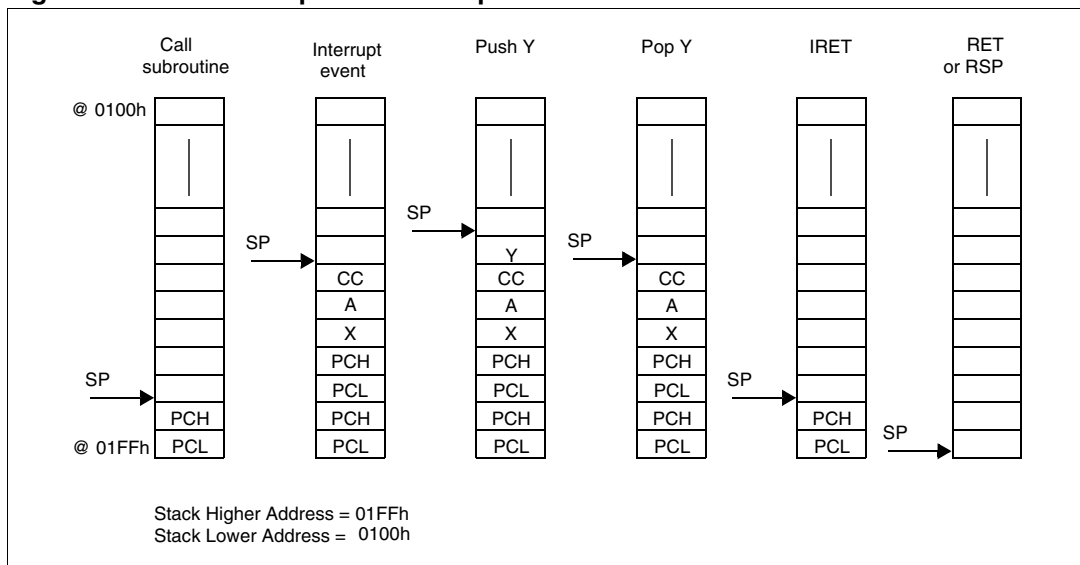 Call
subroutine
Interrupt
event
Push Y
Pop Y
IRET
RET
or RSP
@ 0100h
SP
SP
SP
Y
CC
CC
CC
A
A
A
X
X
X
PCH
PCH
PCH
SP
SP
PCL
PCL
PCL
PCH
PCH
PCH
PCH
PCH
SP
@ 01FFh
PCL
PCL
PCL
PCL
PCL
Stack Higher Address = 01FFh
Stack Lower Address = 0100h